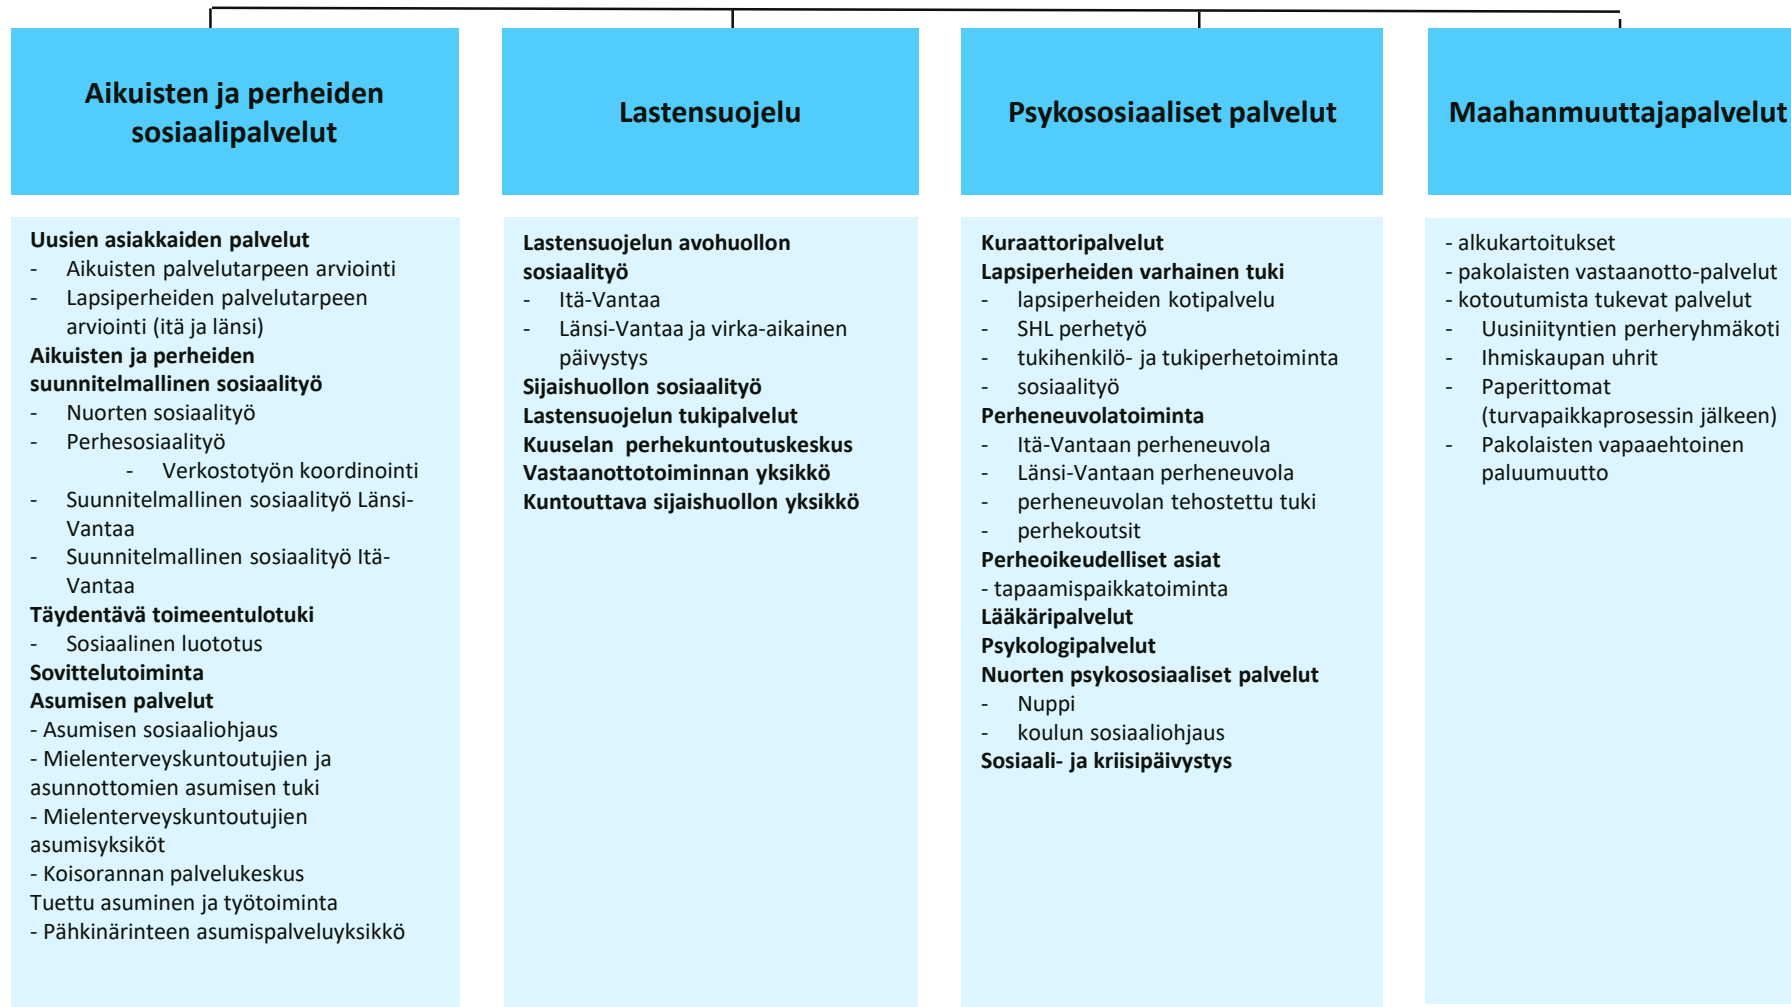 Aikuisten ja perheiden
sosiaalipalvelut
Uusien asiakkaiden palvelut
- Aikuisten palvelutarpeen arviointi
- Lapsiperheiden palvelutarpeen
arviointi (itä ja länsi)
Aikuisten ja perheiden
suunnitelmallinen sosiaalityö
- Nuorten sosiaalityö
- Perhesosiaalityö
- Verkostotyön koordinointi
- Suunnitelmallinen sosiaalityö Länsi-
Vantaa
- Suunnitelmallinen sosiaalityö Itä-
Vantaa
Täydentävä toimeentulotuki
- Sosiaalinen luototus
Sovittelutoiminta
Asumisen palvelut
- Asumisen sosiaaliohjaus
- Mielenterveyskuntoutujien ja
asunnottomien asumisen tuki
- Mielenterveyskuntoutujien
asumisyksiköt
- Koisorannan palvelukeskus
Tuettu asuminen ja työtoiminta
- Pähkinärinteen asumispalveluyksikkö
Lastensuojelu
Lastensuojelun avohuollon
sosiaalityö
- Itä-Vantaa
- Länsi-Vantaa ja virka-aikainen
päivystys
Sijaishuollon sosiaalityö
Lastensuojelun tukipalvelut
Kuuselan perhekuntoutuskeskus
Vastaanottotoiminnan yksikkö
Kuntouttava sijaishuollon yksikkö
Psykososiaaliset palvelut
Kuraattoripalvelut
Lapsiperheiden varhainen tuki
- lapsiperheiden kotipalvelu
- SHL perhetyö
- tukihenkilö- ja tukiperhetoiminta
- sosiaalityö
Perheneuvolatoiminta
- Itä-Vantaan perheneuvola
- Länsi-Vantaan perheneuvola
- perheneuvolan tehostettu tuki
- perhekoutsit
Perheoikeudelliset asiat
- tapaamispaikkatoiminta
Lääkäripalvelut
Psykologipalvelut
Nuorten psykososiaaliset palvelut
- Nuppi
- koulun sosiaaliohjaus
Sosiaali- ja kriisipäivystys
Maahanmuuttajapalvelut
- alkukartoitukset
- pakolaisten vastaanotto-palvelut
- kotoutumista tukevat palvelut
- Uusiniityntien perheryhmäkoti
- Ihmiskaupan uhrit
- Paperittomat
(turvapaikkaprosessin jälkeen)
- Pakolaisten vapaaehtoinen
paluumuutto